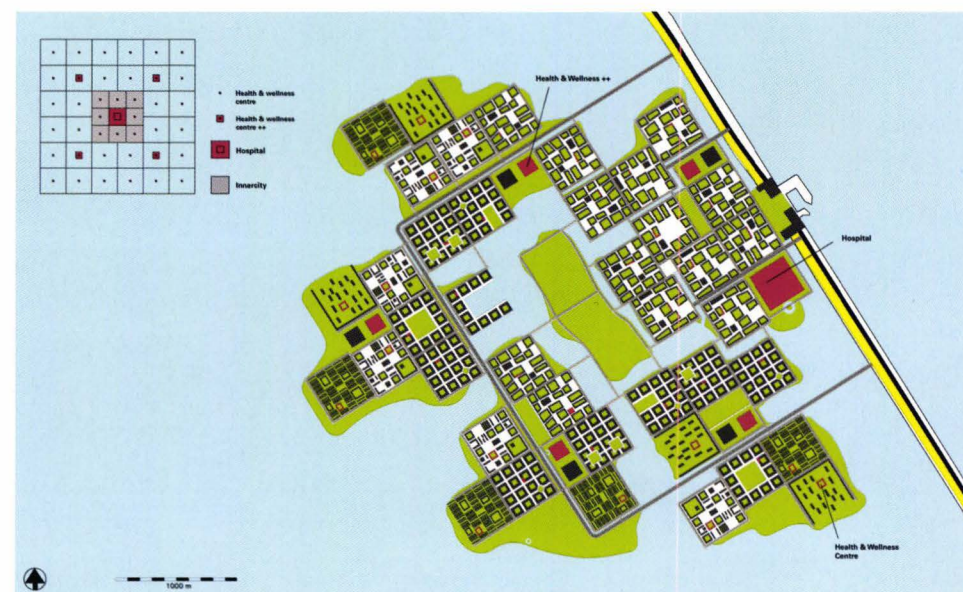 Health & wellness
centre
Health & wellness
centre ++
Hospital
Innersity
Health & Wellness ++
Hospital
Health & Wellness
Centre
1000 m